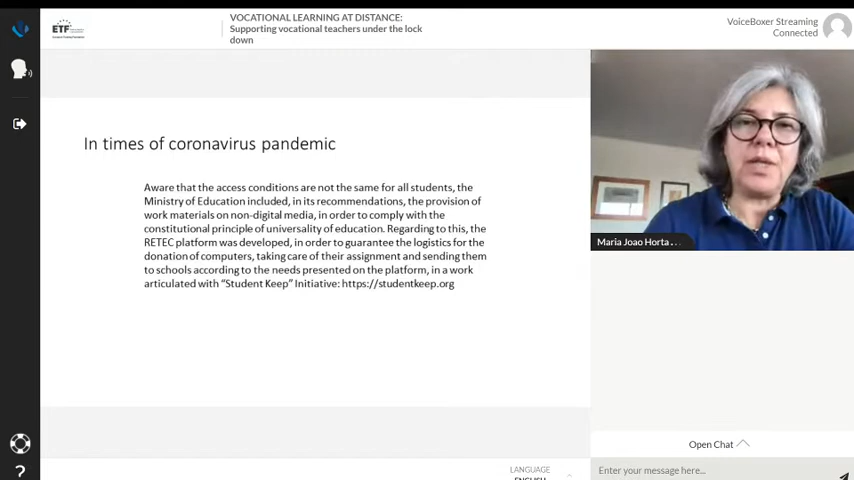 ETF
VOCATIONAL LEARNING AT DISTANCE:
Supporting vocational teachers under the lock
down
VoiceBoxer Streaming
Connected
In times of coronavirus pandemic
Aware that the access conditions are not the same for all students, the
Ministry of Education included, in its recommendations, the provision of
work materials on non-digital media, in order to comply with the
constitutional principle of universality of education. Regarding to this, the
RETEC platform was developed, in order to guarantee the logistics for the
donation of computers, taking care of their assignment and sending them
to schools according to the needs presented on the platform, in a work
articulated with “Student Keep” Initiative: https://studentkeep.org
Maria Joao Horta ...
Open Chat
Enter your message here...
LANGUAGE
ENGLISH
?